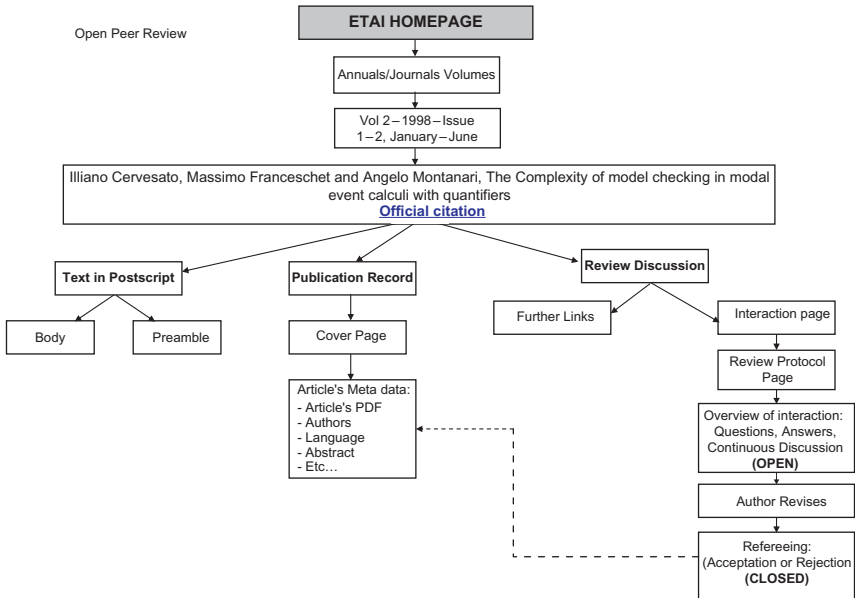 ETAI HOMEPAGE
Open Peer Review
Annuals/Journals Volumes
Vol 2–1998–Issue
1–2, January–June
Illiano Cervesato, Massimo Franceschet and Angelo Montanari, The Complexity of model checking in modal
event calculi with quantifiers
Official citation
Text in Postscript
Publication Record
Review Discussion
Body
Preamble
Cover Page
Further Links
Interaction page
Review Protocol
Page
Article's Meta data:
- Article's PDF
- Authors
- Language
- Abstract
- Etc…
Overview of interaction:
Questions, Answers,
Continuous Discussion
(OPEN)
Author Revises
Refereeing:
(Acceptation or Rejection
(CLOSED)